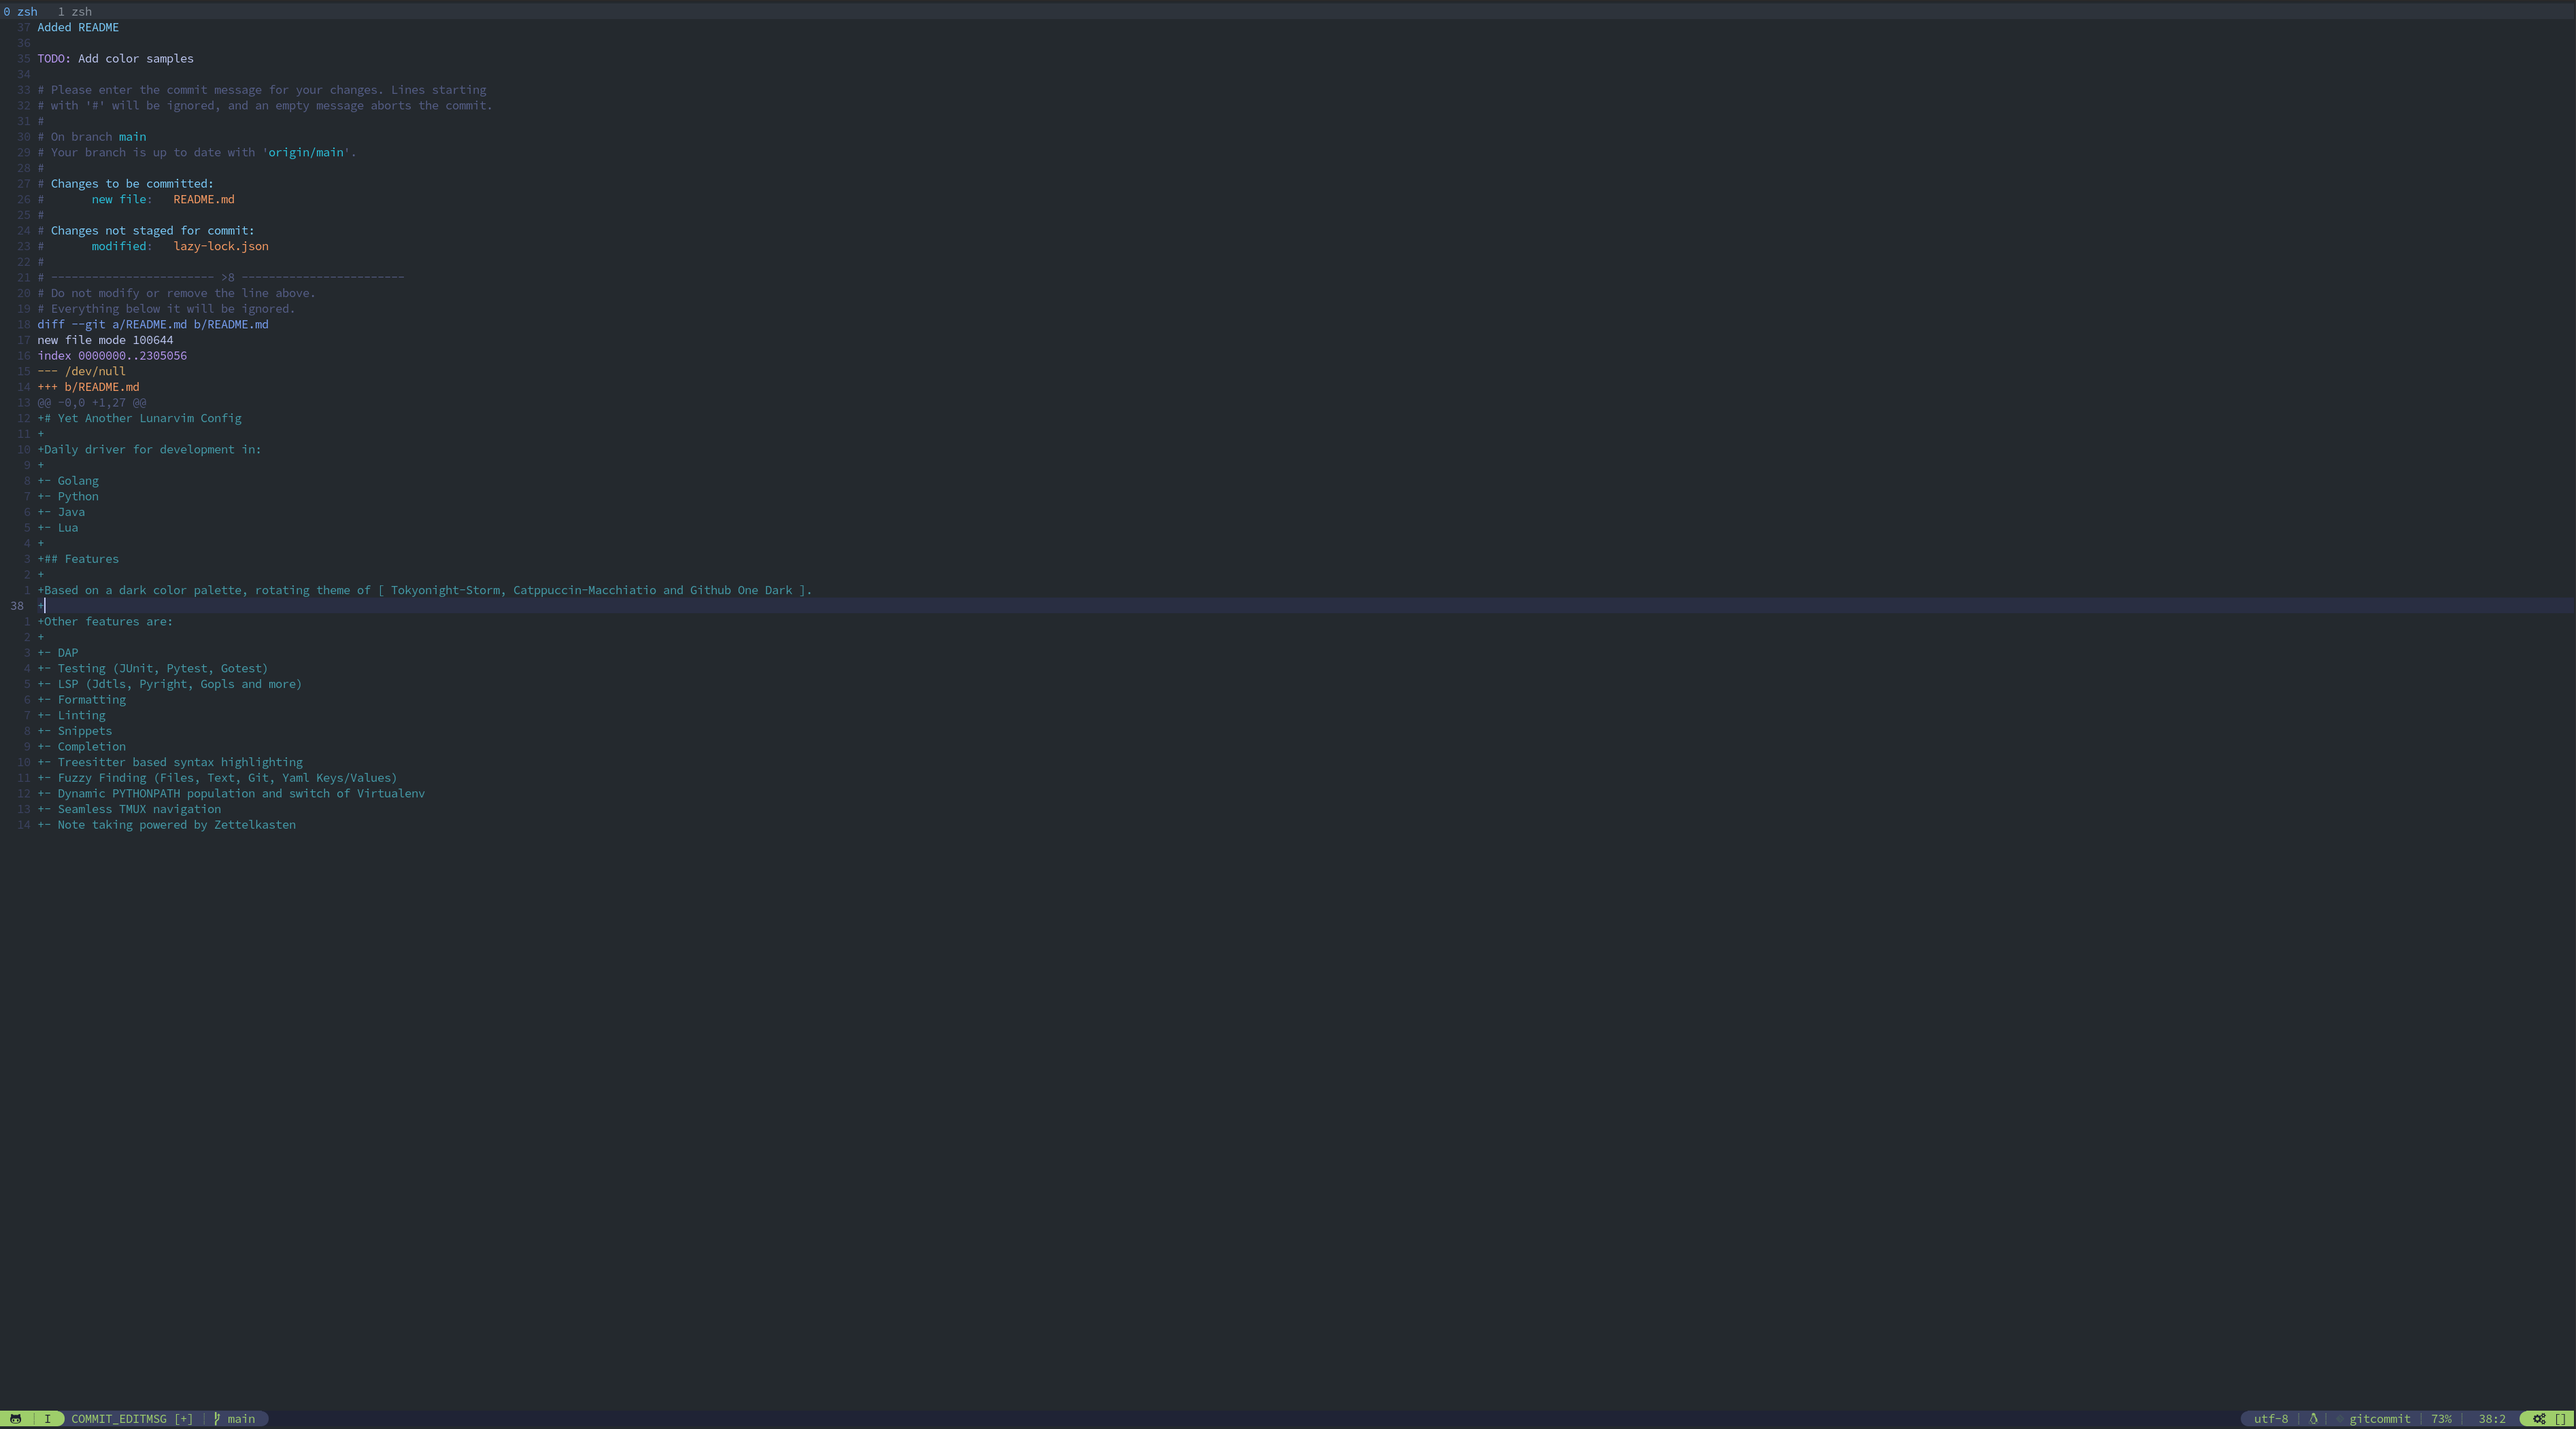 0 zsh   1 zsh
37 Added README
36
35 TODO: Add color samples
34
33 # Please enter the commit message for your changes. Lines starting
32 # with '#' will be ignored, and an empty message aborts the commit.
31 #
30 # On branch main
29 # Your branch is up to date with 'origin/main'.
28 #
27 # Changes to be committed:
26 #       new file:   README.md
25 #
24 # Changes not staged for commit:
23 #       modified:   lazy-lock.json
22 #
21 # ------------------------ >8 ------------------------
20 # Do not modify or remove the line above.
19 # Everything below it will be ignored.
18 diff --git a/README.md b/README.md
17 new file mode 100644
16 index 0000000..2305056
15 --- /dev/null
14 +++ b/README.md
13 @@ -0,0 +1,27 @@
12 +# Yet Another Lunarvim Config
11 +
10 +Daily driver for development in:
9 +
8 +- Golang
7 +- Python
6 +- Java
5 +- Lua
4 +
3 +## Features
2 +
1 +Based on a dark color palette, rotating theme of [ Tokyonight-Storm, Catppuccin-Macchiatio and Github One Dark ].
38 +
1 +Other features are:
2 +
3 +- DAP
4 +- Testing (JUnit, Pytest, Gotest)
5 +- LSP (Jdtls, Pyright, Gopls and more)
6 +- Formatting
7 +- Linting
8 +- Snippets
9 +- Completion
10 +- Treesitter based syntax highlighting
11 +- Fuzzy Finding (Files, Text, Git, Yaml Keys/Values)
12 +- Dynamic PYTHONPATH population and switch of Virtualenv
13 +- Seamless TMUX navigation
14 +- Note taking powered by Zettelkasten
I COMMIT_EDITMSG [+] main utf-8 gitcommit 73% 38:2 []